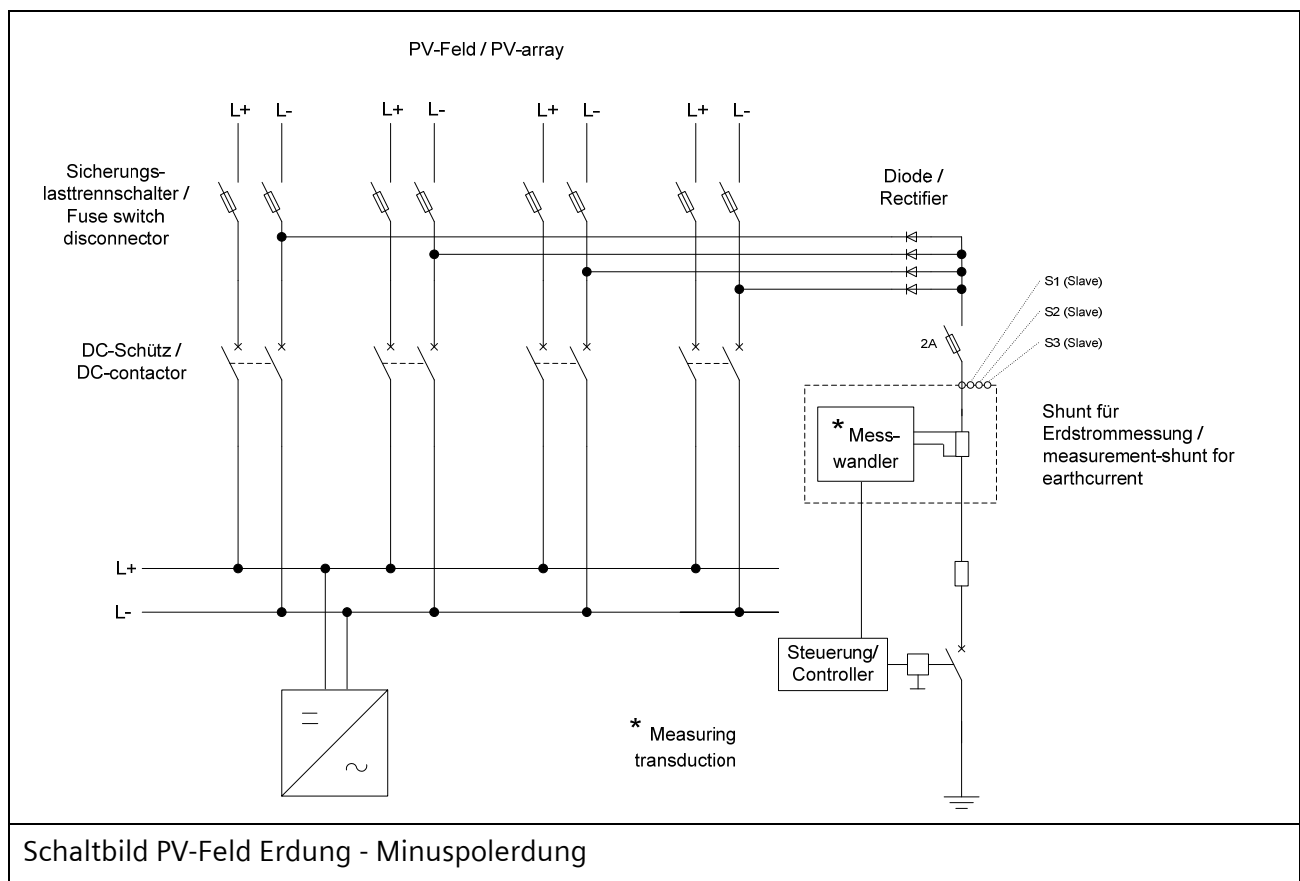 PV-Feld / PV-array
L+ L- L+ L- L+ L- L+ L-
Sicherungs-
lasttrennschalter /
Fuse switch
disconnector
Diode /
Rectifier
S1 (Slave)
S2 (Slave)
S3 (Slave)
2A
DC-Schütz /
DC-contactor
* Mess-
wandler
Shunt für
Erdstrommessung /
measurement-shunt for
earthcurrent
L+
L-
Steuerung/
Controller
* Measuring
transduction
Schaltbild PV-Feld Erdung - Minuspolerdung